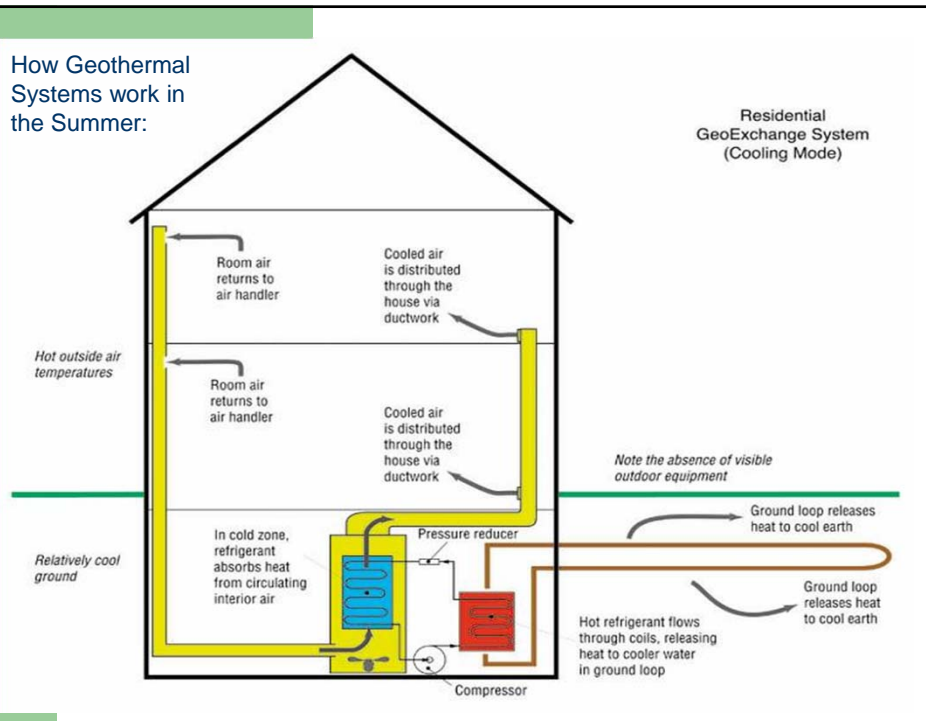 How Geothermal
Systems work in
the Summer:
Residential
GeoExchange System
(Cooling Mode)
Room air
returns to
air handler
Cooled air
is distributed
through the
house via
ductwork
Hot outside air
temperatures
Room air
returns to
air handler
Cooled air
is distributed
through the
house via
ductwork
Note the absence of visible
outdoor equipment
Relatively cool
ground
In cold zone,
refrigerant
absorbs heat
from circulating
interior air
Pressure reducer
Ground loop releases
heat to cool earth
Ground loop
releases heat
to cool earth
Hot refrigerant flows
through coils, releasing
heat to cooler water
in ground loop
Compressor